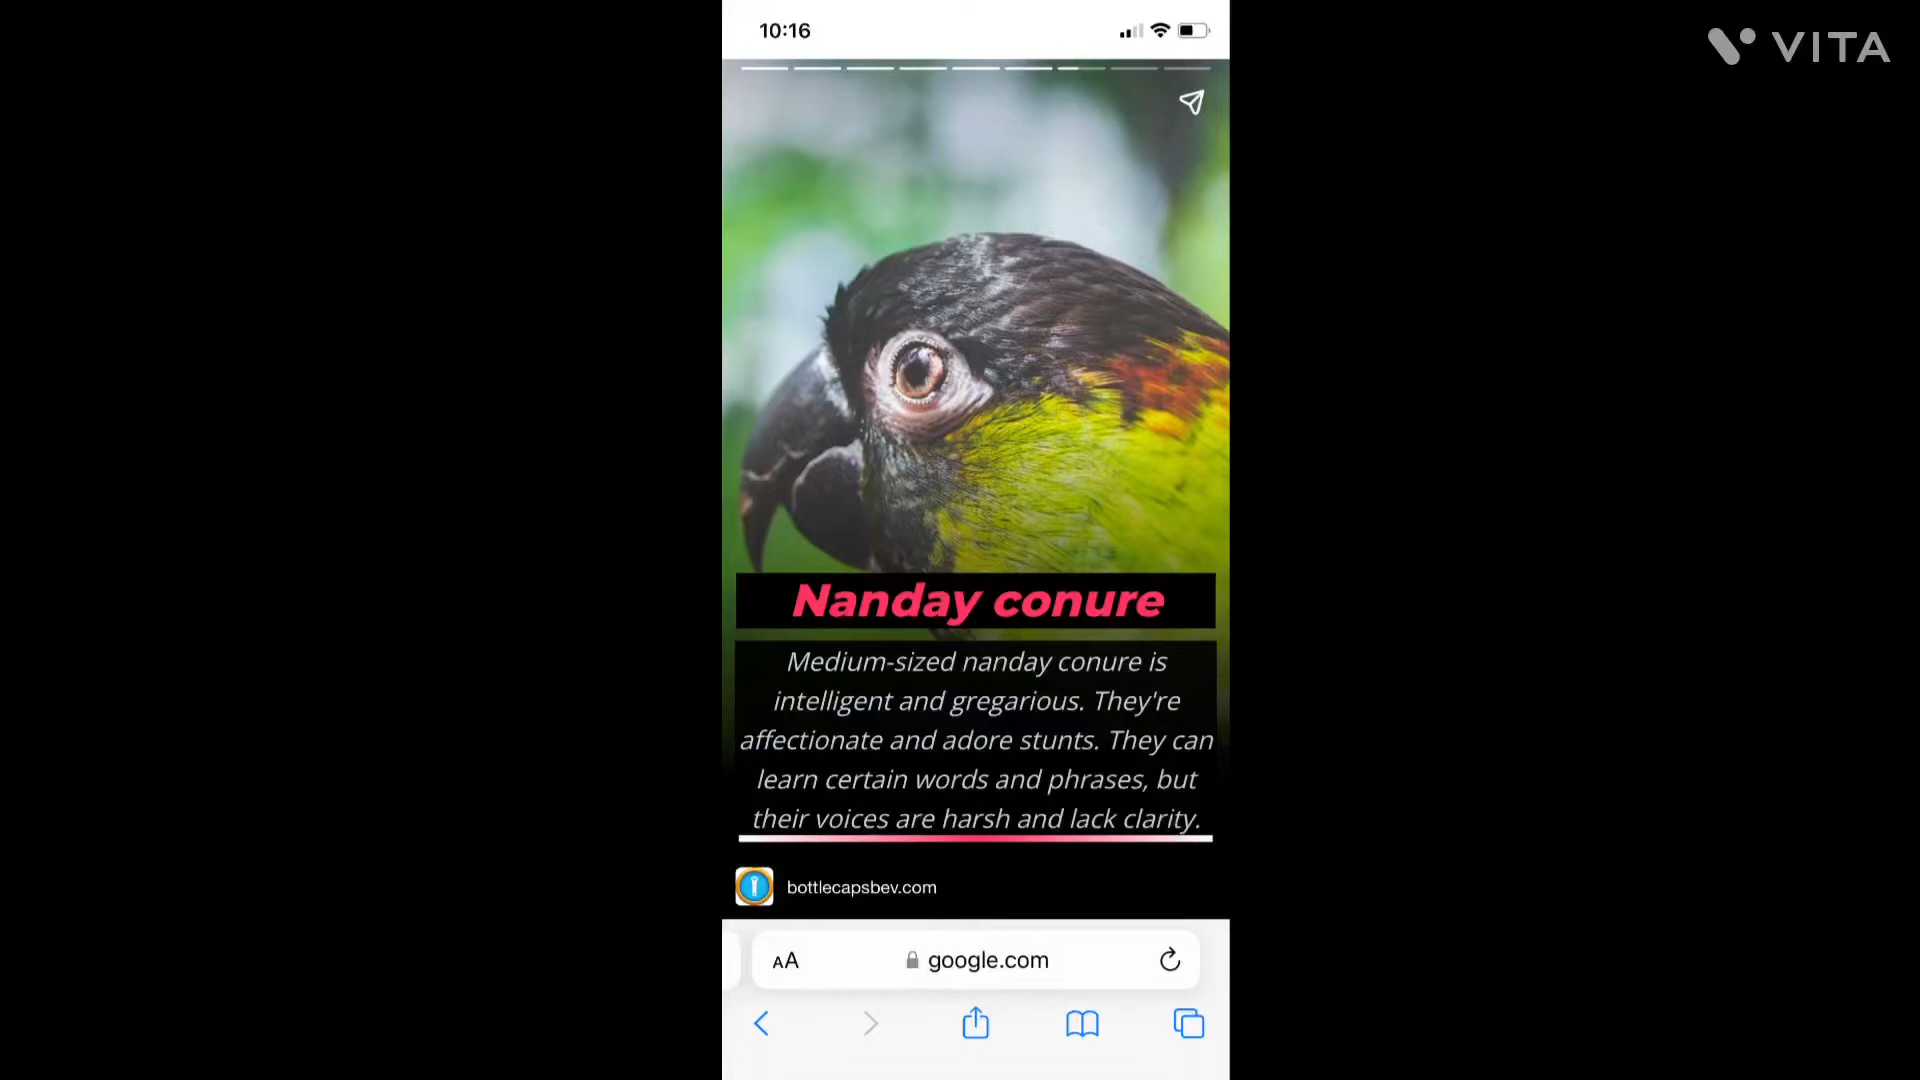 10:16
VITA
Nanday conure
Medium-sized nanday conure is
intelligent and gregarious. They're
affectionate and adore stunts. They can
learn certain words and phrases, but
their voices are harsh and lack clarity.
bottlecapsbev.com
AA google.com